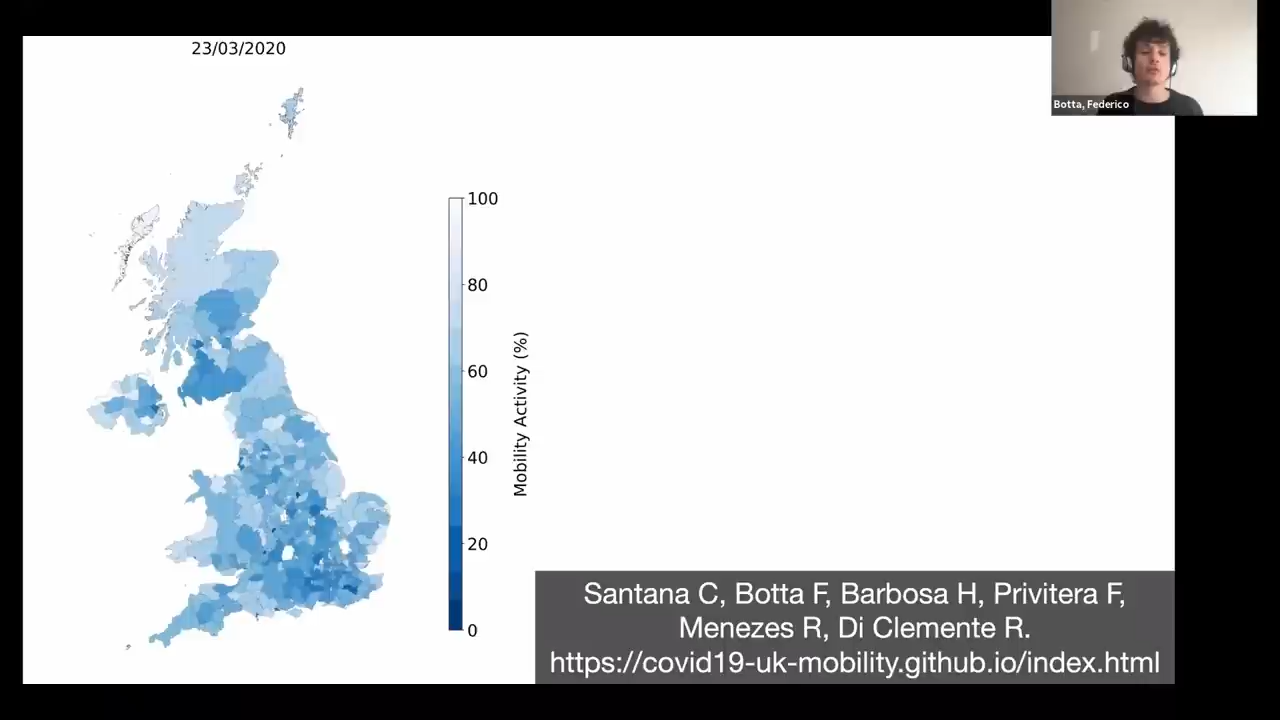 23/03/2020
Botta, Federico
100
80
60
40
20
0
Mobility Activity (%)
Santana C, Botta F, Barbosa H, Privitera F,
Menezes R, Di Clemente R.
https://covid19-uk-mobility.github.io/index.html